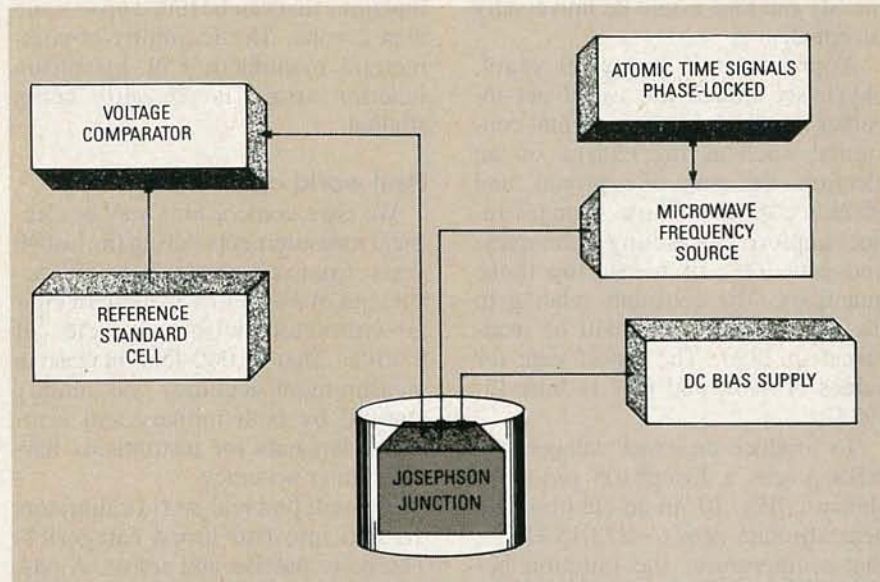 VOLTAGE
COMPARATOR
ATOMIC TIME SIGNALS
PHASE-LOCKED
MICROWAVE
FREQUENCY
SOURCE
REFERENCE
STANDARD
CELL
DC BIAS SUPPLY
JOSEPHSON
JUNCTION